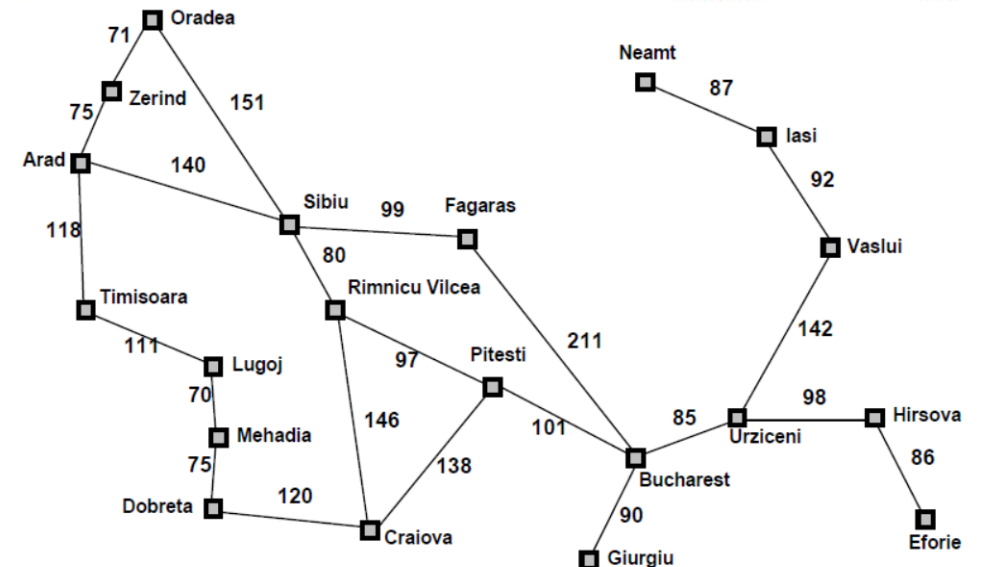 Oradea
71
Neamt
87
Zerind
151
75
Iasi
Arad
140
92
Sibiu
99
Fagaras
118
80
Vaslui
Rimnicu Vilcea
Timisoara
111
211
142
Lugoj
97
Pitesti
70
98
Hirsova
146
101
85
Urziceni
Mehadia
75
138
86
Bucharest
Dobreta
120
90
Craiova
Eforie
Giurgiu